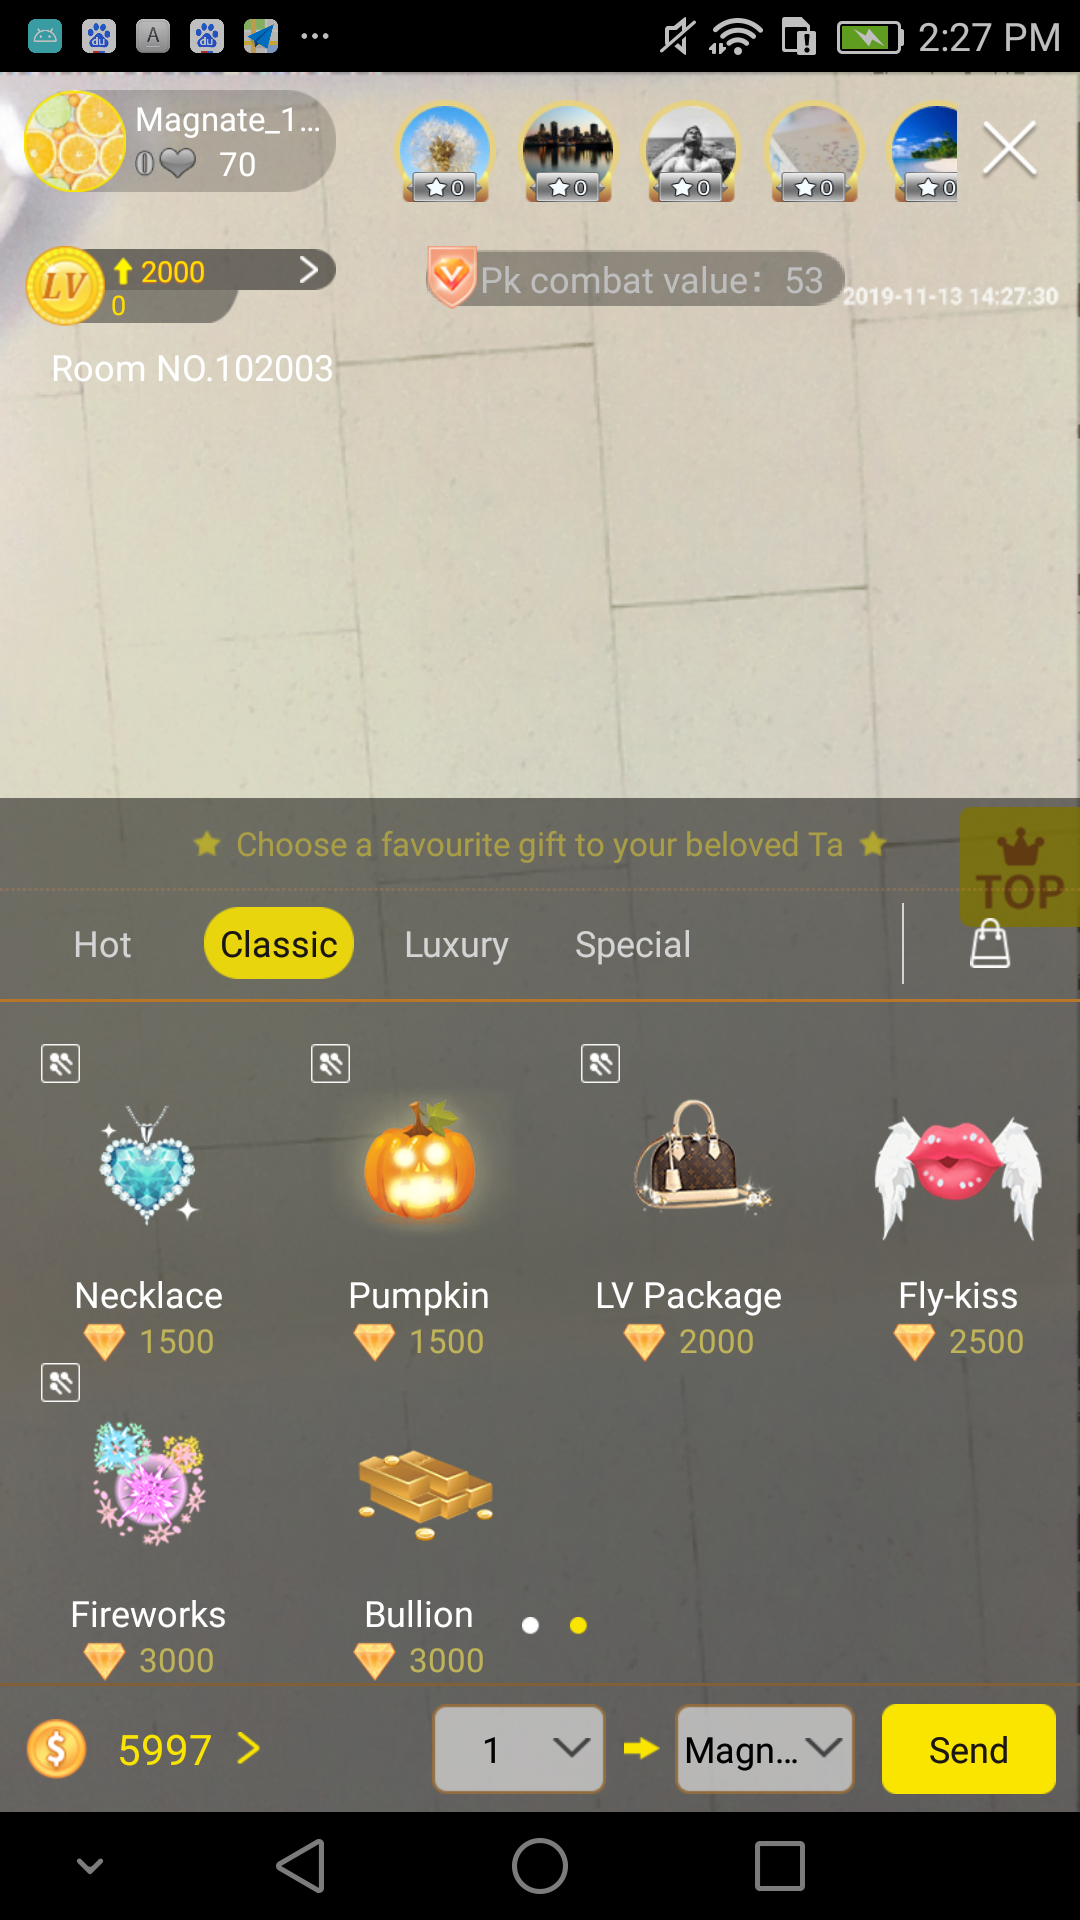 2:27 PM
Magnate_1...
70
0
0
0
0
0
LV
2000
0
Pk combat value: 53
2019-11-13 14:27:30
Room NO.102003
Choose a favourite gift to your beloved Ta
TOP
Hot
Classic
Luxury
Special
Necklace
Pumpkin
LV Package
Fly-kiss
1500
1500
2000
2500
Fireworks
Bullion
3000
3000
$
5997
1
Magn...
Send